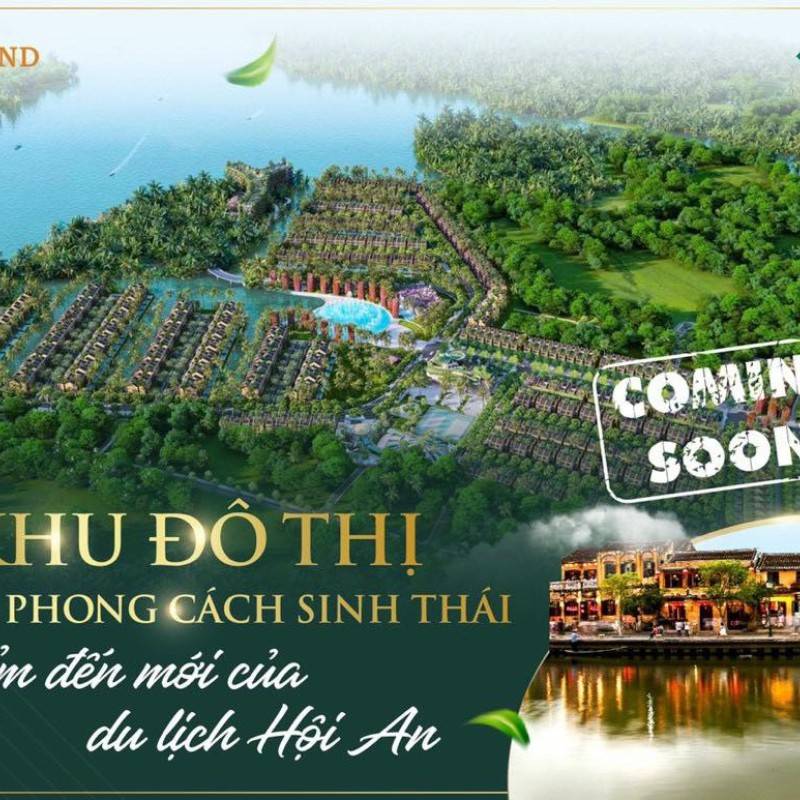 ND
COMIN
SOON
KHU ĐÔ THỊ
PHONG CÁCH SINH THÁI
ểm đến mới của
du lịch Hội An